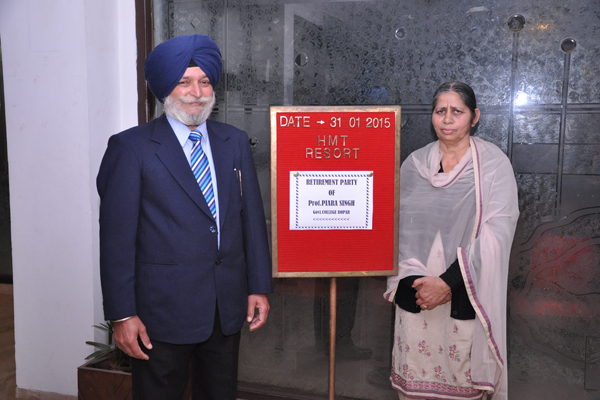 DATE → 31 01 2015
HMT
RESORT
RETIREMENT PARTY
OF
Prof.PIARA SINGH
GOVT.COLLEGE ROPAR
<<<<<<<<<<<<